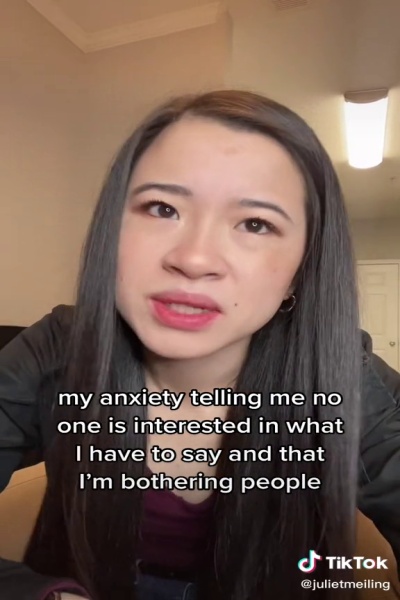 my anxiety telling me no
one is interested in what
I have to say and that
I'm bothering people
TikTok
@julietmeiling